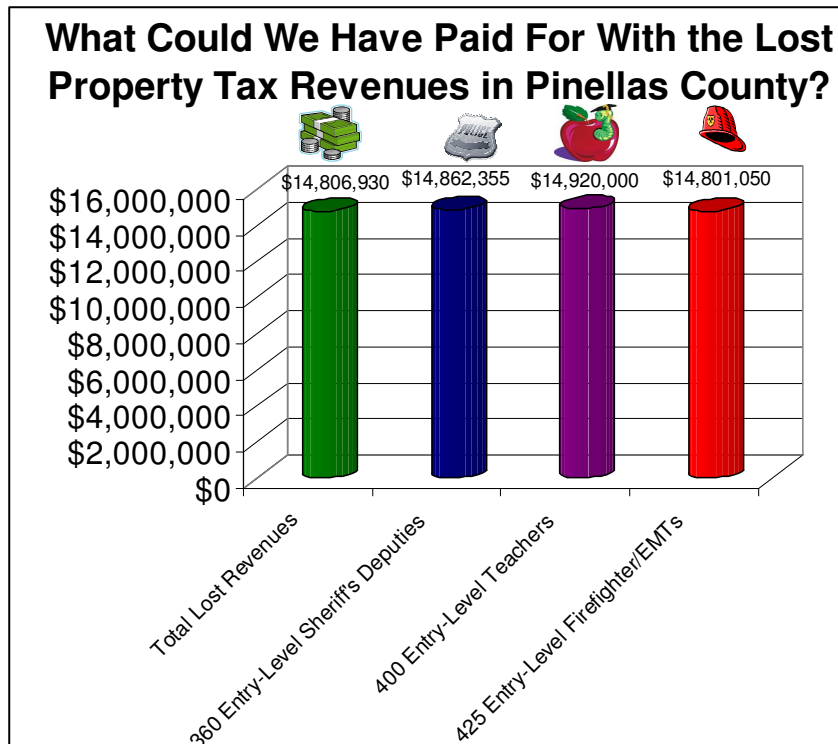 What Could We Have Paid For With the Lost
Property Tax Revenues in Pinellas County?
POLICE
$14,806,930
$14,862,355
$14,920,000
$14,801,050
$16,000,000
$14,000,000
$12,000,000
$10,000,000
$8,000,000
$6,000,000
$4,000,000
$2,000,000
$0
Total Lost Revenues
360 Entry-Level Sheriff's Deputies
400 Entry-Level Teachers
425 Entry-Level Firefighter/EMTs